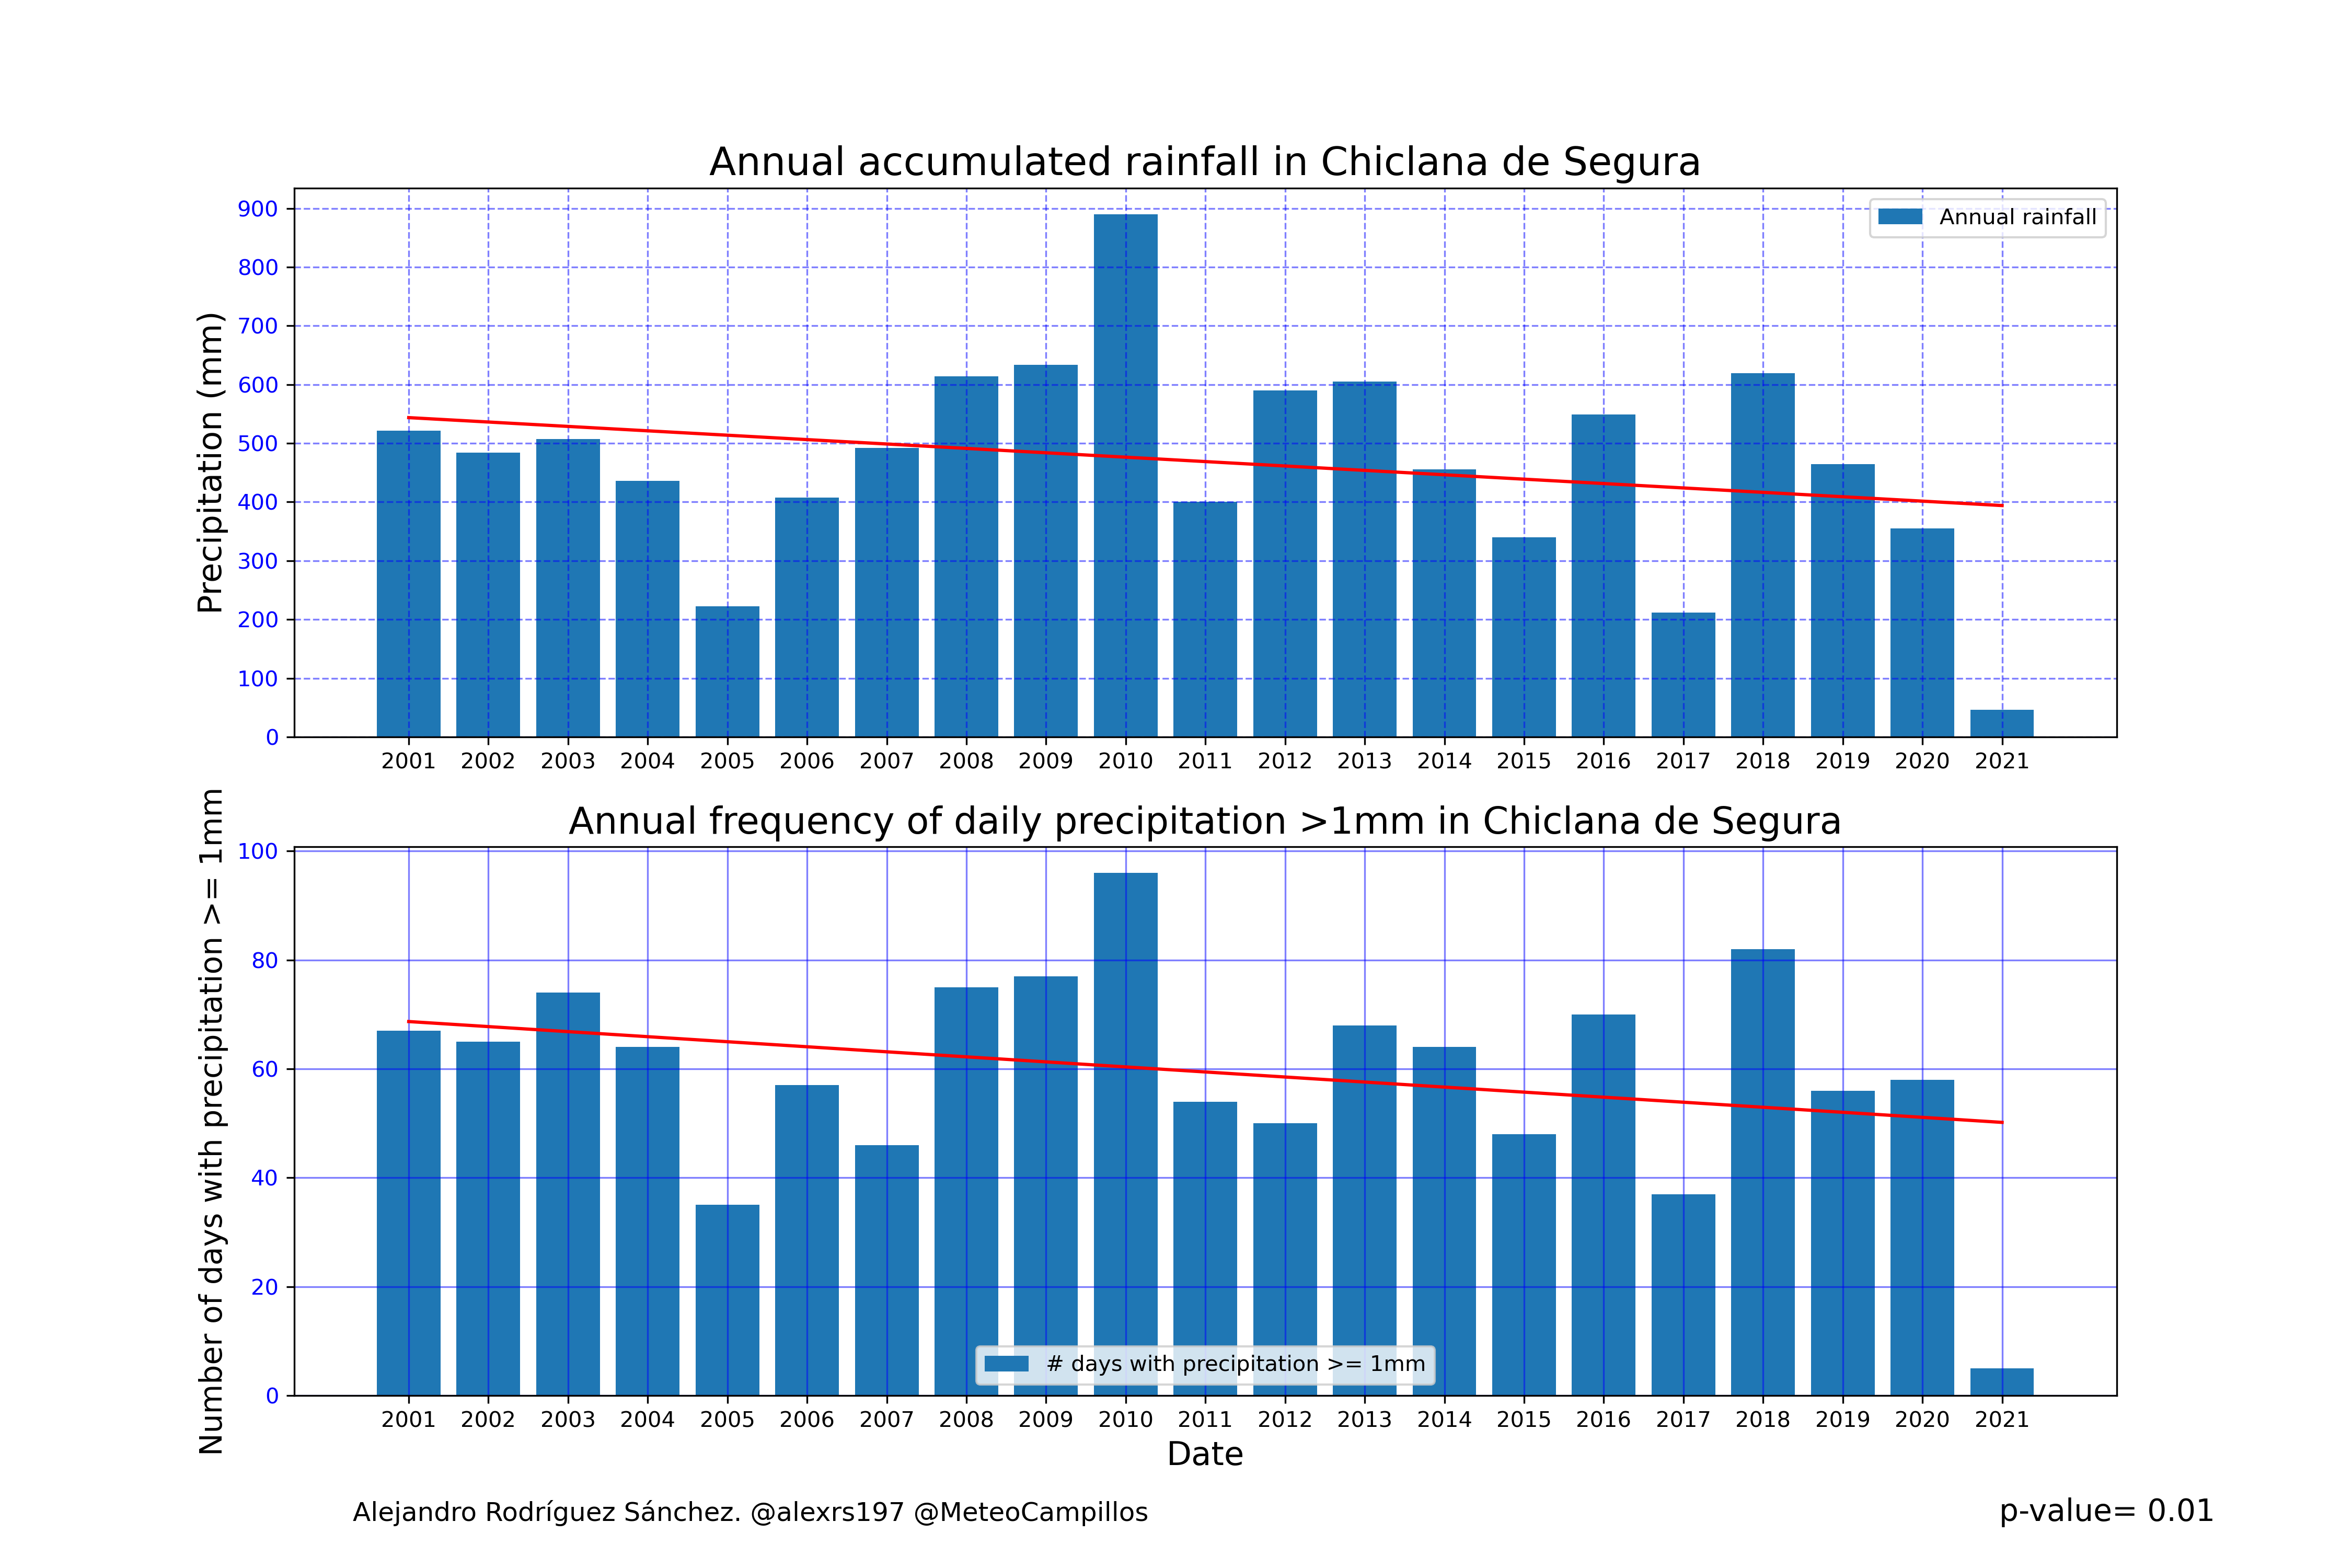 Annual accumulated rainfall in Chiclana de Segura
Precipitation (mm)
900
800
700
600
500
400
300
200
100
0
Annual rainfall
2001 2002 2003 2004 2005 2006 2007 2008 2009 2010 2011 2012 2013 2014 2015 2016 2017 2018 2019 2020 2021
Annual frequency of daily precipitation >1mm in Chiclana de Segura
Number of days with precipitation >= 1mm
100
80
60
40
20
0
# days with precipitation >= 1mm
2001 2002 2003 2004 2005 2006 2007 2008 2009 2010 2011 2012 2013 2014 2015 2016 2017 2018 2019 2020 2021
Date
Alejandro Rodríguez Sánchez. @alexrs197 @MeteoCampillos
p-value= 0.01